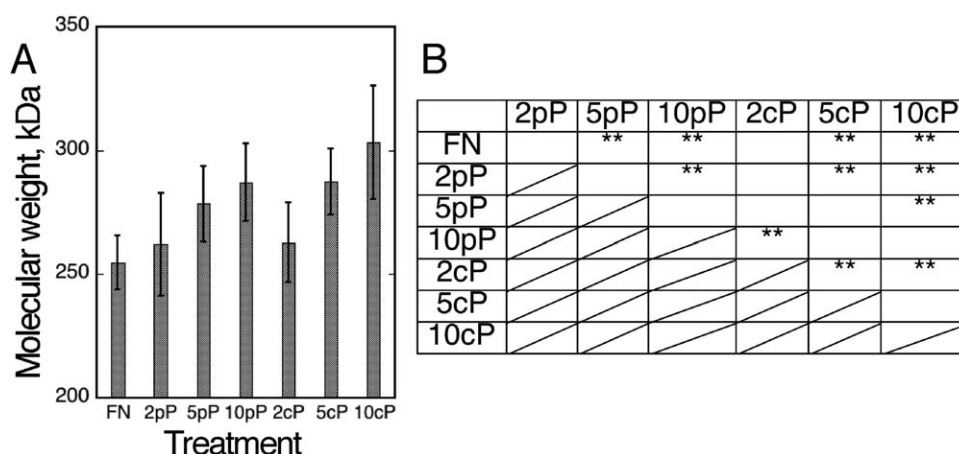 A
350
300
250
200
Molecular weight, kDa
FN 2pP 5pP 10pP 2cP 5cP 10cP
Treatment
B
2pP 5pP 10pP 2cP 5cP 10cP
FN ** ** ** **
2pP ** ** **
5pP **
10pP **
2cP ** **
5cP
10cP